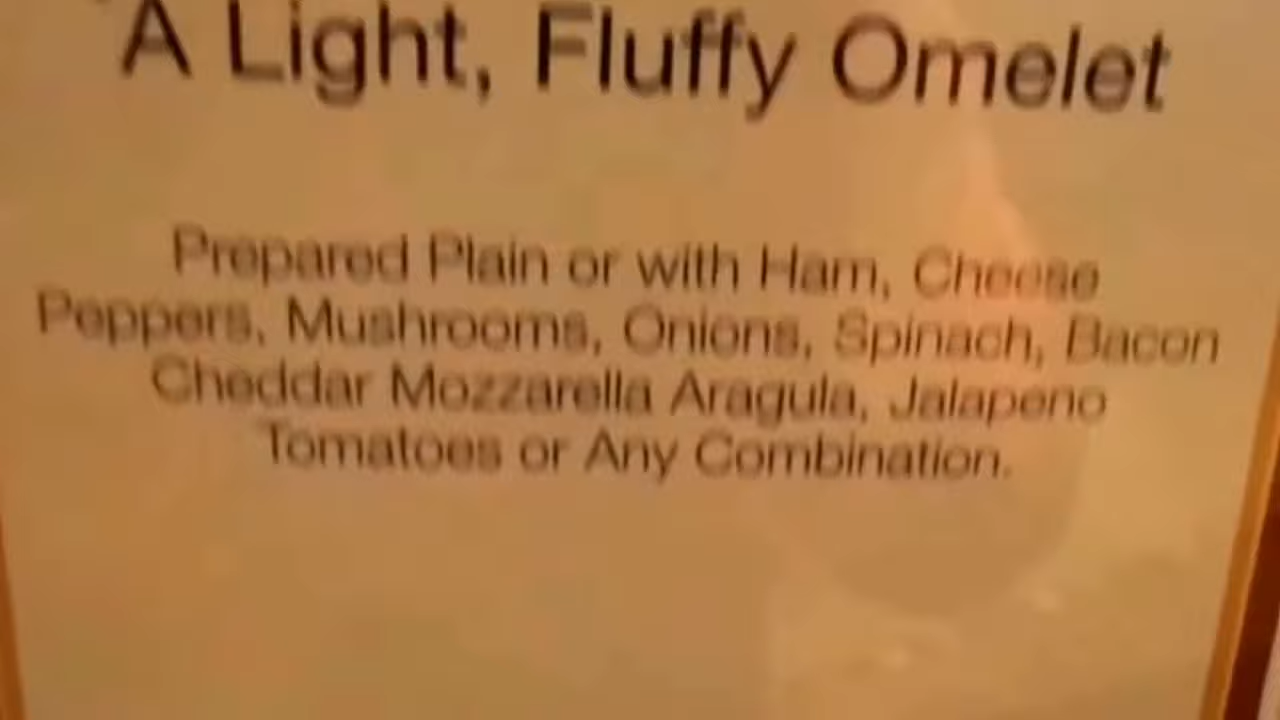 A Light, Fluffy Omelet
Prepared Plain or with Ham, Cheese
Peppers, Mushrooms, Onions, Spinach, Bacon
Cheddar Mozzarella Aragula, Jalapeno
Tomatoes or Any Combination.